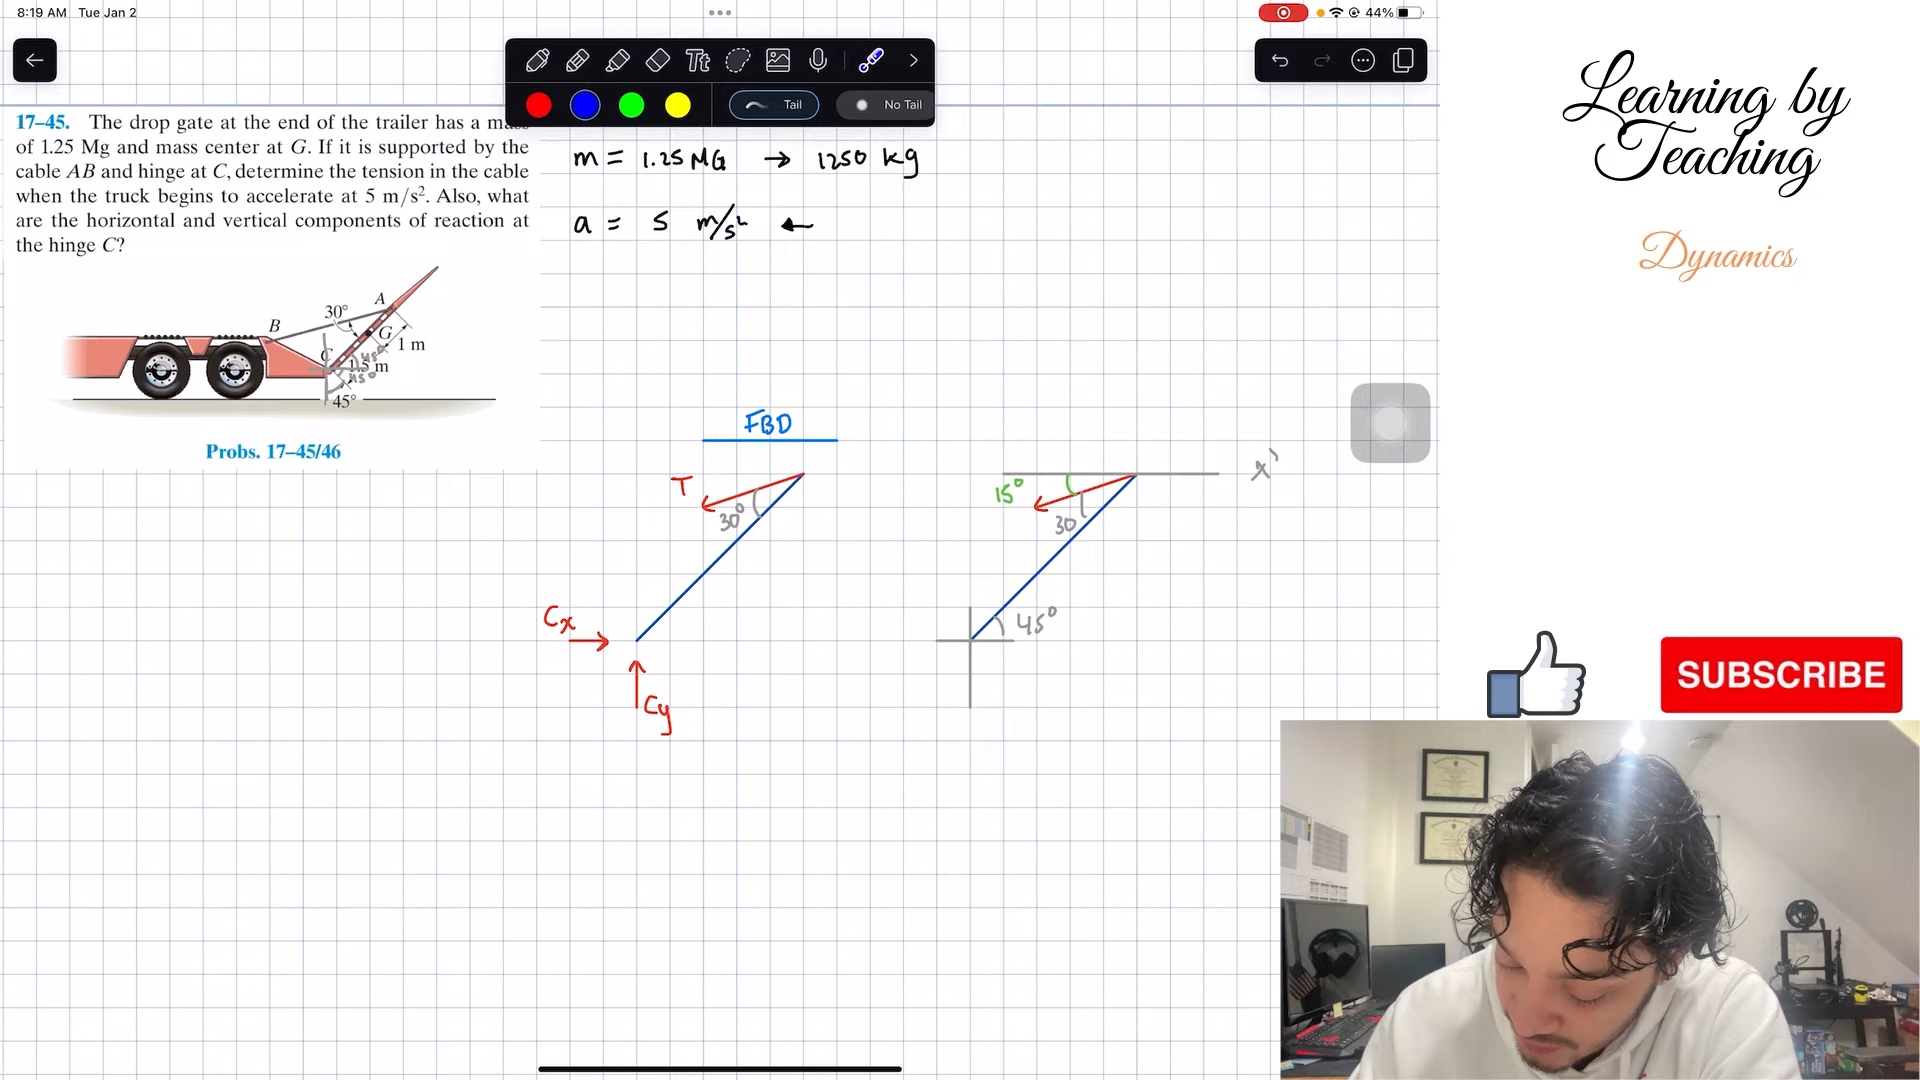 8:19 AM Tue Jan 2
44%
Tt
Tail
No Tail
17–45. The drop gate at the end of the trailer has a
of 1.25 Mg and mass center at G. If it is supported by the
cable AB and hinge at C, determine the tension in the cable
when the truck begins to accelerate at 5 m/s². Also, what
are the horizontal and vertical components of reaction at
the hinge C?
m = 1.25 MG → 1250 kg
a = 5 m/s² ←
A
30°
B
G
1 m
C
45°
1.5 m
45°
45°
Probs. 17–45/46
FBD
T
30°
Cx
Cy
x'
15°
30
45°
Learning by
Teaching
Dynamics
SUBSCRIBE